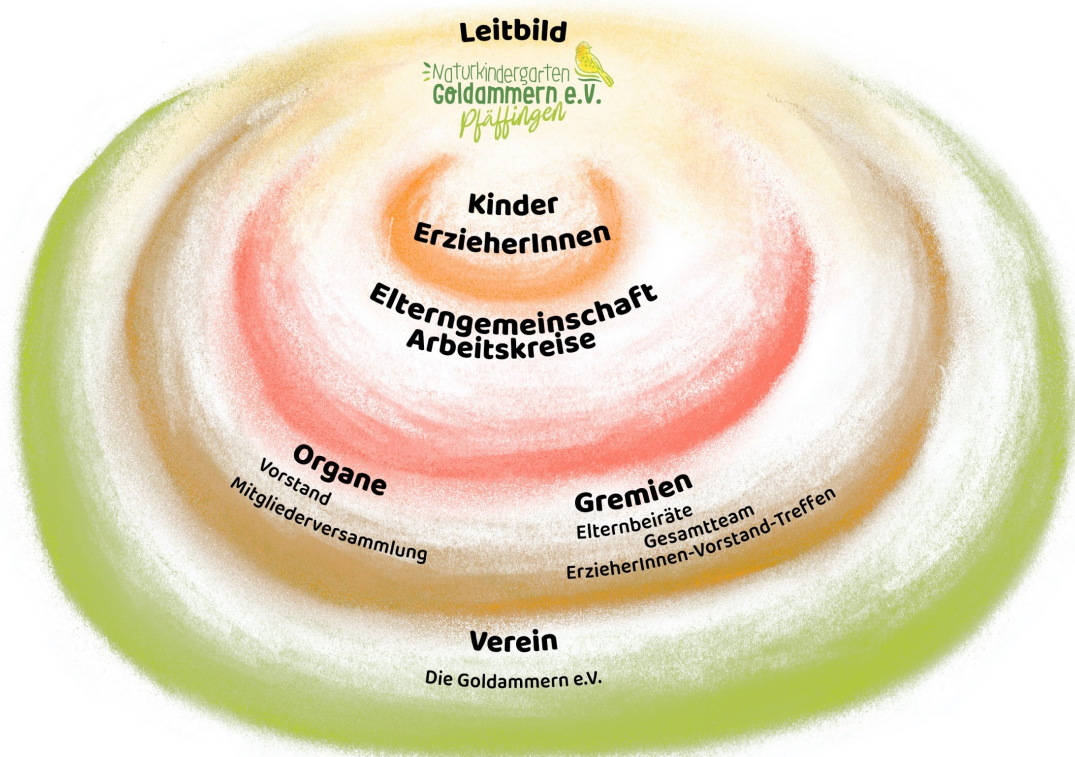 Leitbild
Naturkindergarten
Goldammern e.V.
Pfäffingen
Kinder
ErzieherInnen
Elterngemeinschaft
Arbeitskreise
Organe
Vorstand
Mitgliederversammlung
Gremien
Elternbeiräte
Gesamtteam
ErzieherInnen-Vorstand-Treffen
Verein
Die Goldammern e.V.